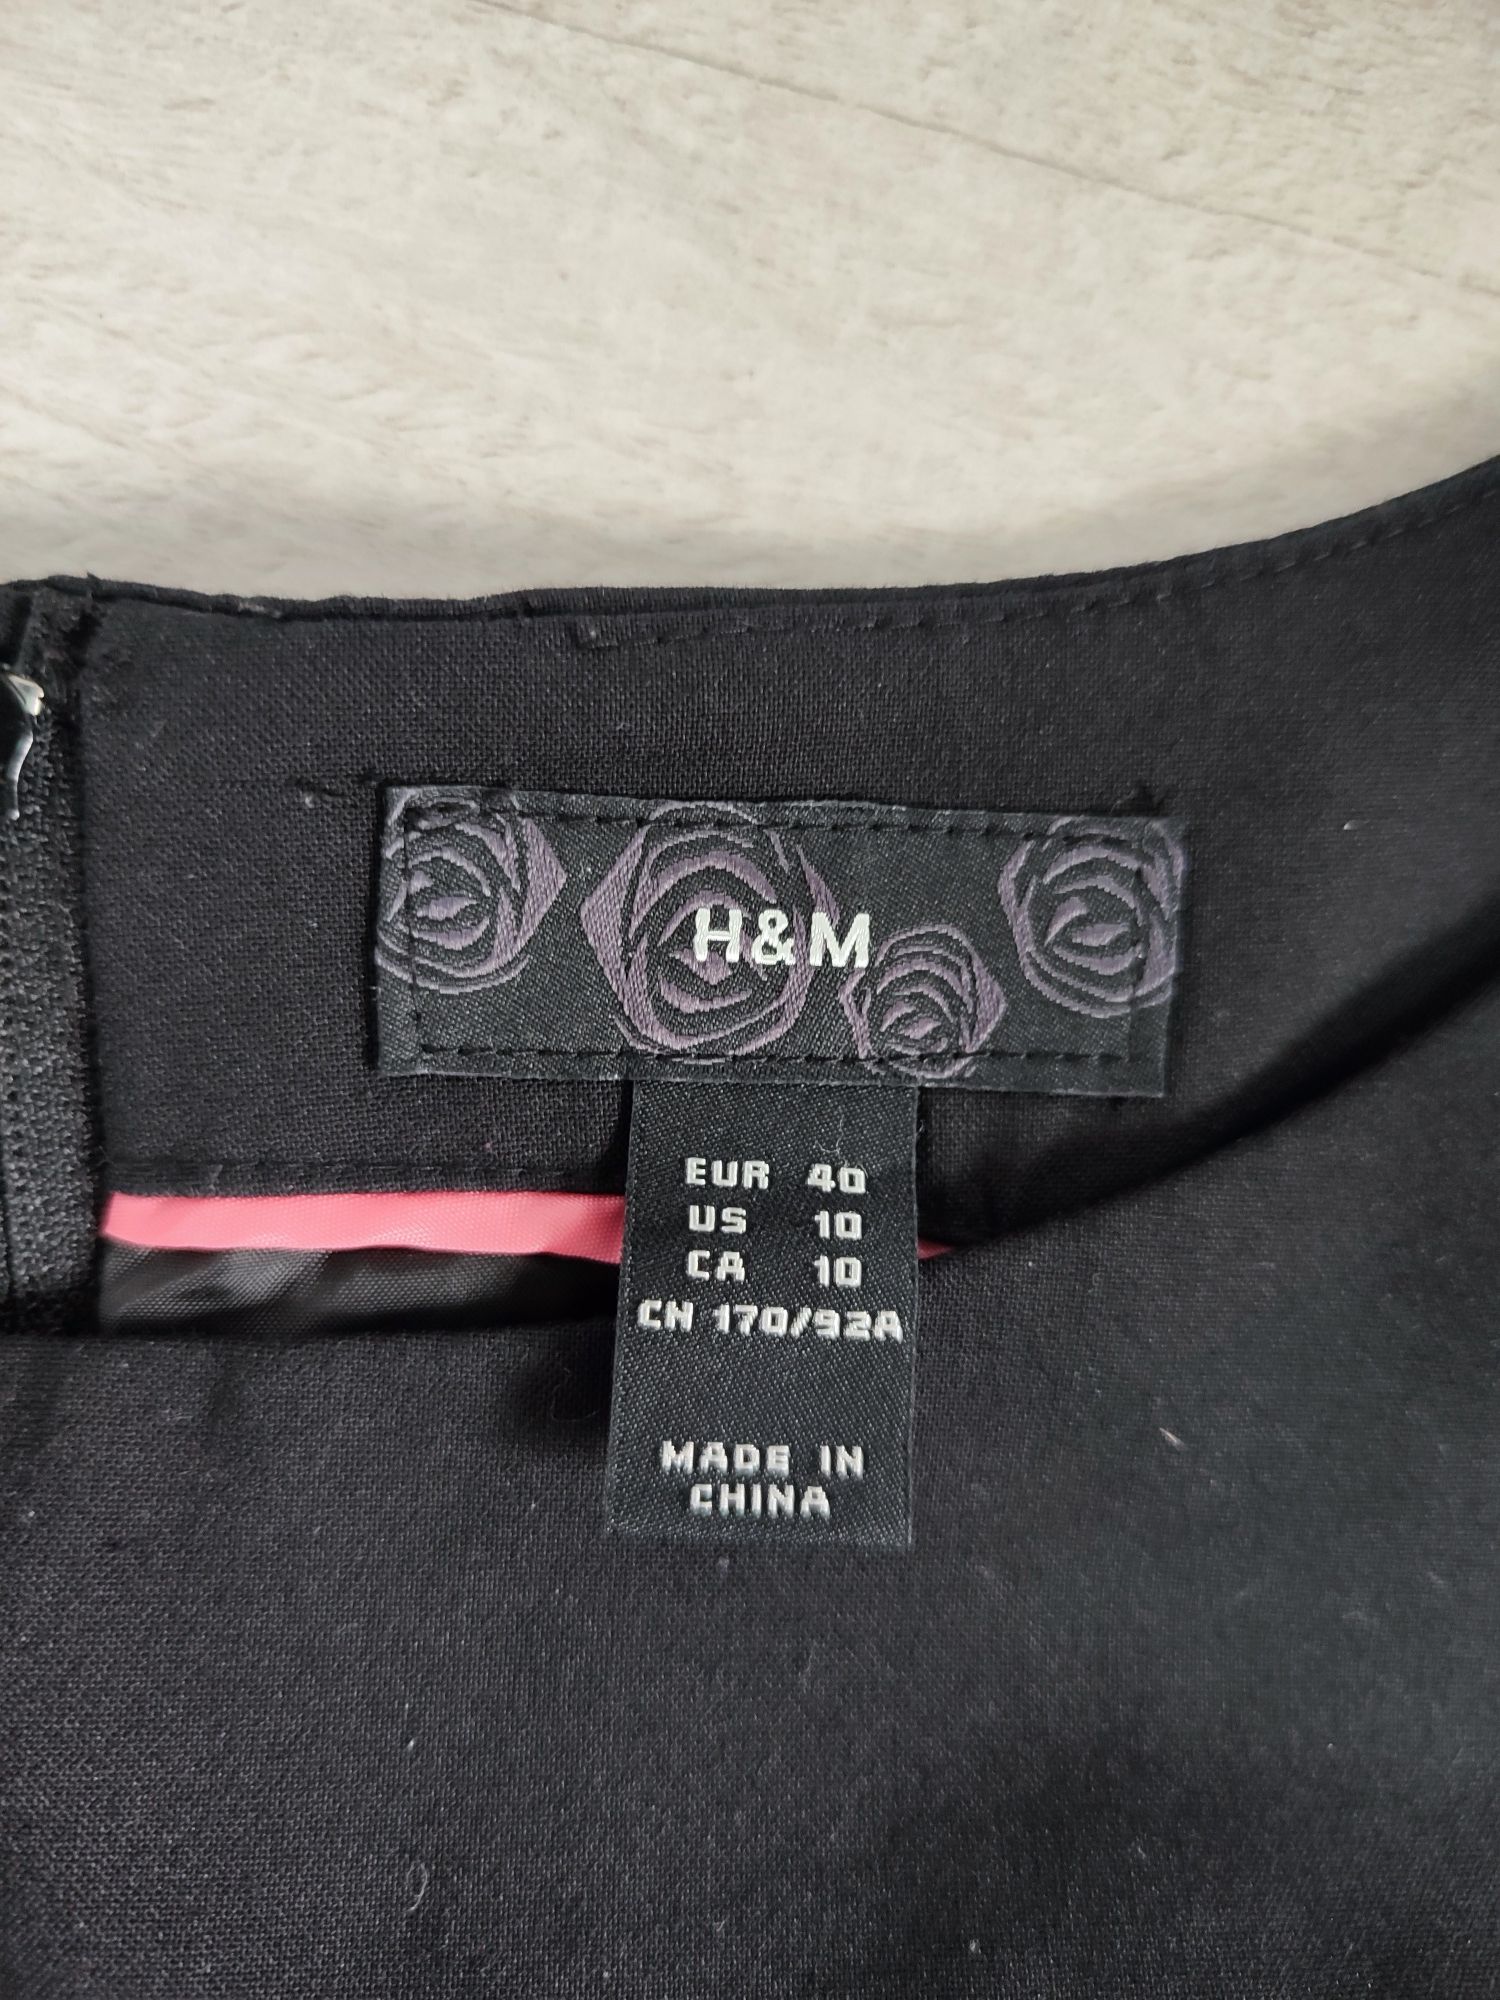 H&M
EUR 40
US 10
CA 10
CN 170/92A
MADE IN
CHINA